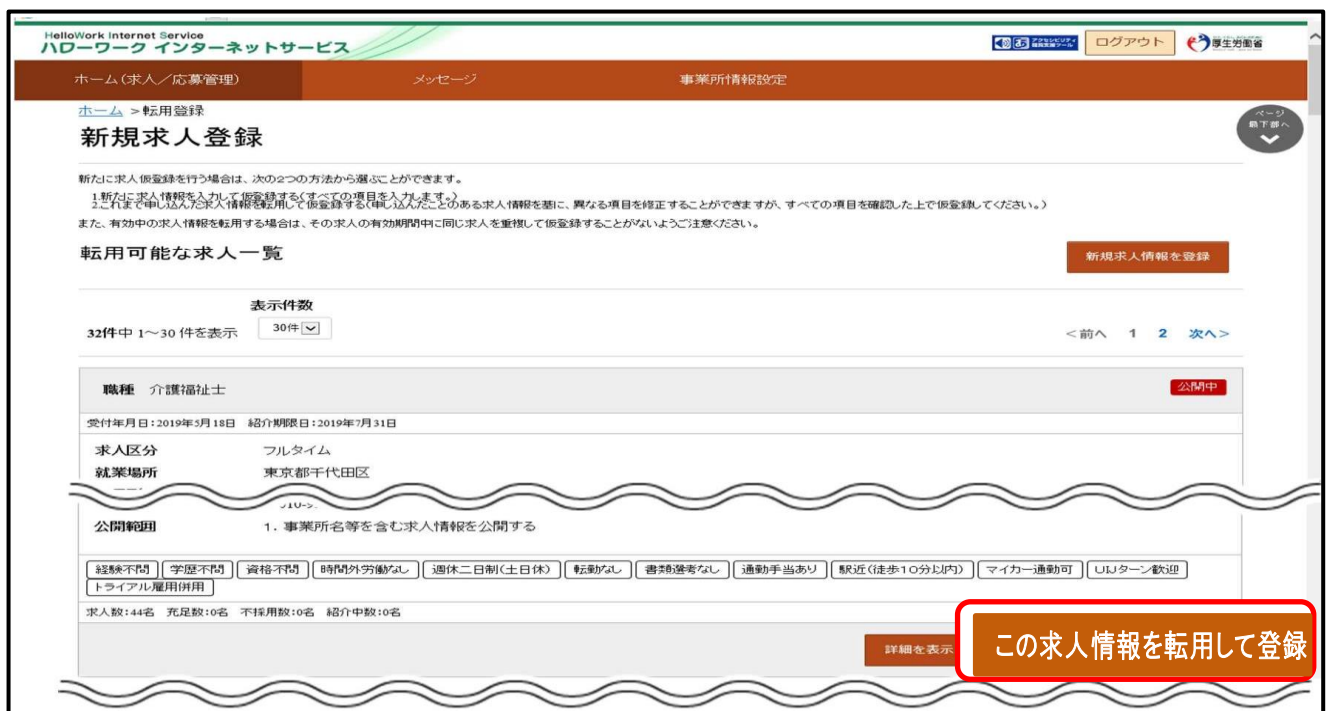 HelloWork Internet Service
ハローワーク インターネットサービス
アクセシビリティ
閲覧支援ツール
ログアウト
厚生労働省
ホーム(求人/応募管理) メッセージ 事業所情報設定
ホーム >転用登録
ページ
最下部へ
新規求人登録
新たに求人仮登録を行う場合は、次の2つの方法から選ぶことができます。
1.新たに求人情報を入力して仮登録する(すべての項目を入力します。)
2.これまで申し込んだ求人情報を転用して仮登録する(申し込んだことのある求人情報を基に、異なる項目を修正することができますが、すべての項目を確認した上で仮登録してください。)
また、有効中の求人情報を転用する場合は、その求人の有効期間中に同じ求人を重複して仮登録することがないようご注意ください。
転用可能な求人一覧
新規求人情報を登録
表示件数
32件中 1～30 件を表示 30件
<前へ 1 2 次へ>
職種 介護福祉士
公開中
受付年月日:2019年5月18日 紹介期限日:2019年7月31日
求人区分 フルタイム
就業場所 東京都千代田区
公開範囲 1. 事業所名等を含む求人情報を公開する
経験不問 学歴不問 資格不問 時間外労働なし 週休二日制(土日休) 転勤なし 書類選考なし 通勤手当あり 駅近(徒歩10分以内) マイカー通勤可 UIJターン歓迎
トライアル雇用併用
求人数:44名 充足数:0名 不採用数:0名 紹介中数:0名
詳細を表示
この求人情報を転用して登録